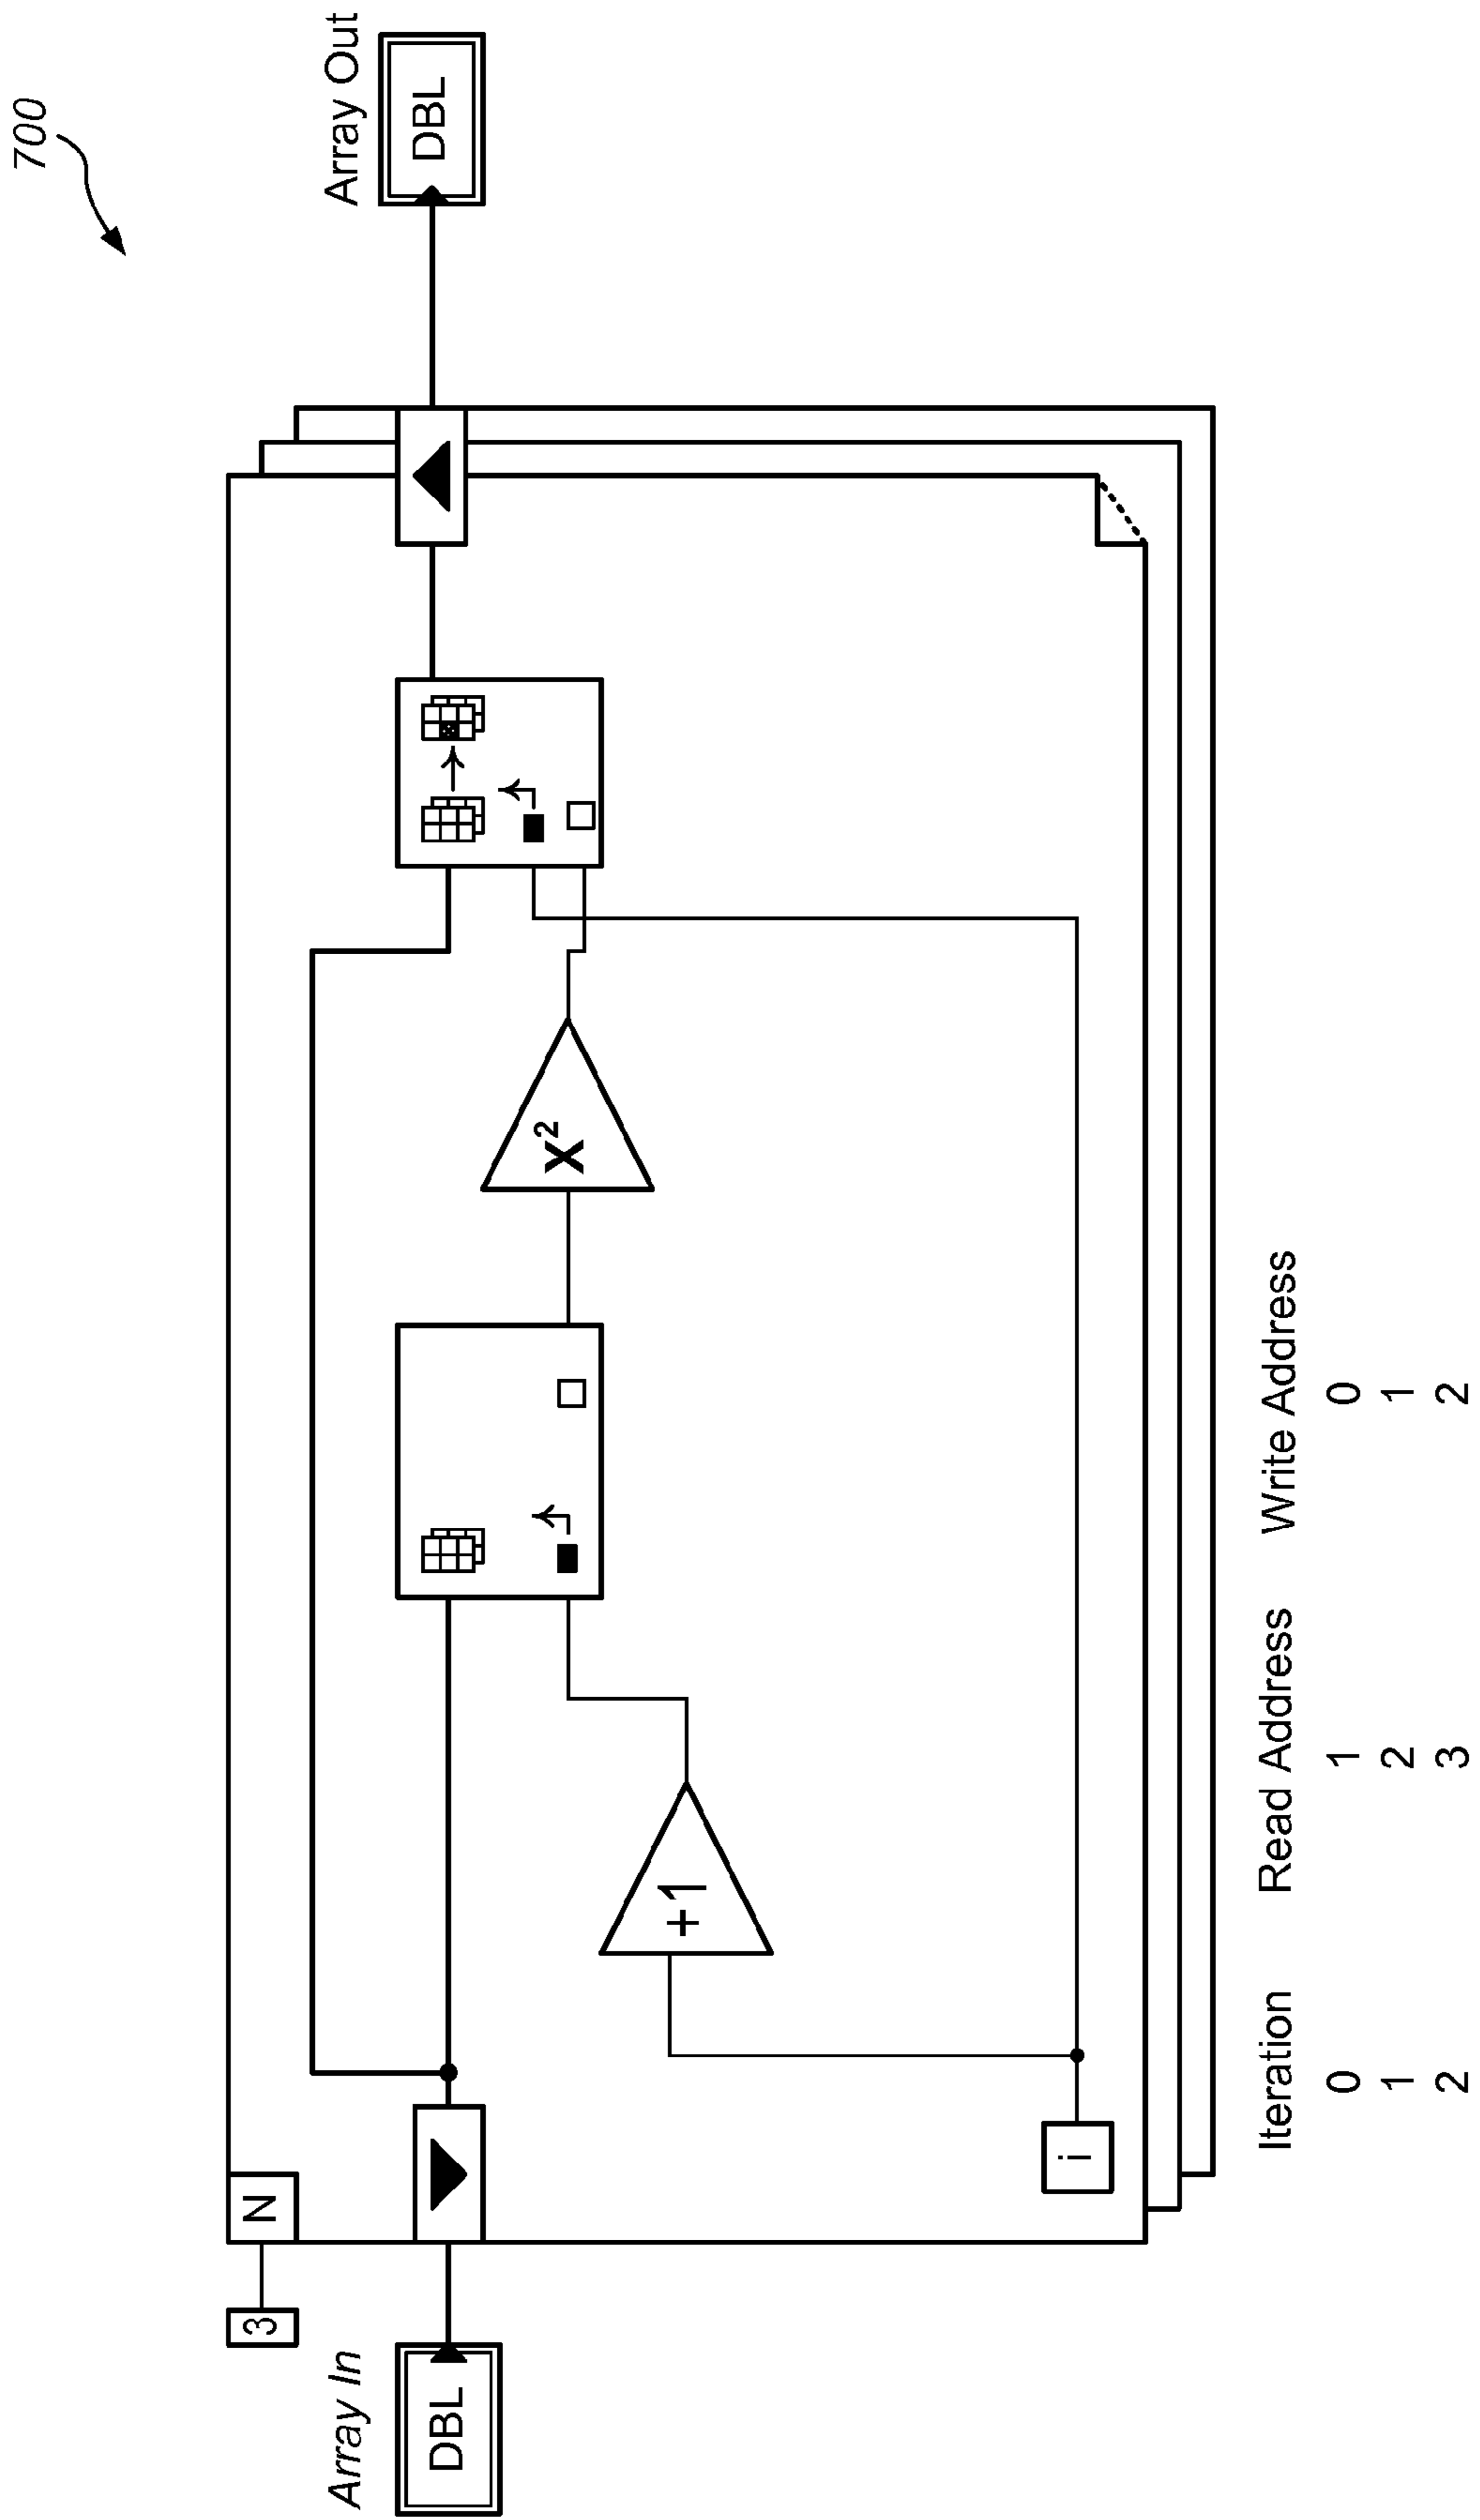 700
Array In
DBL
3
N
i
+1
x²
Array Out
DBL
Iteration Read Address Write Address
0 1 0
1 2 1
2 3 2